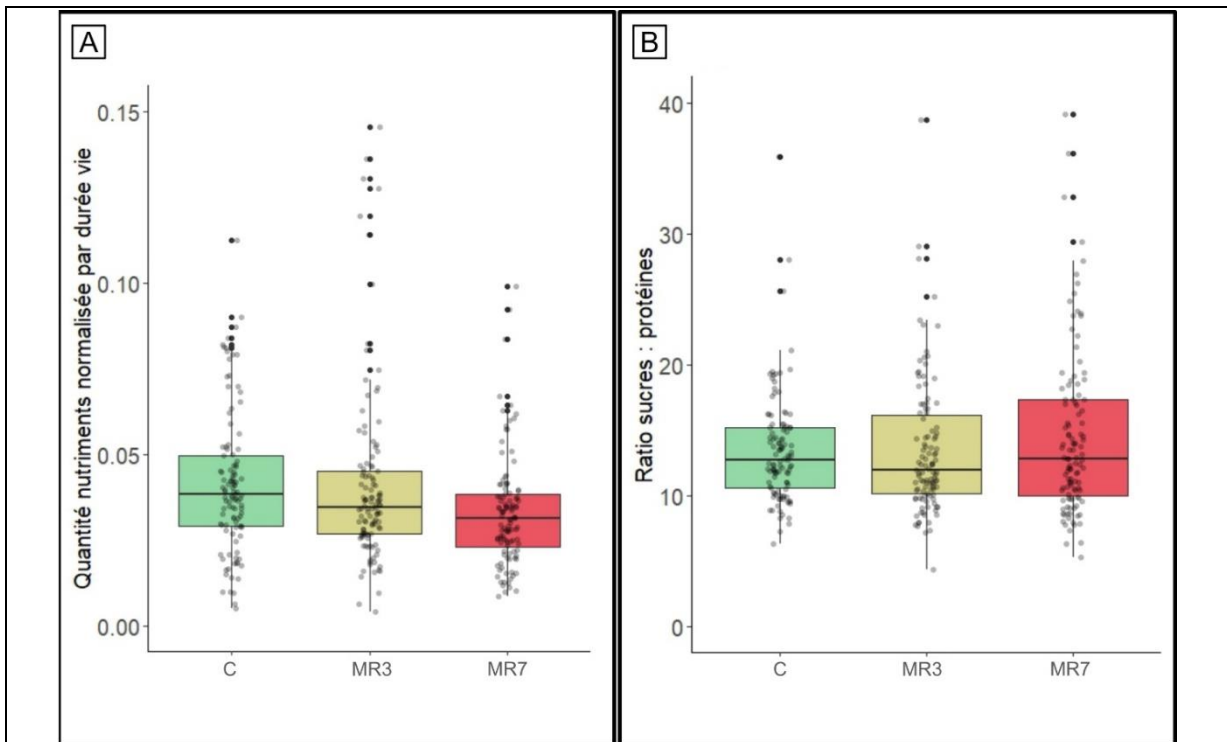 A
Quantité nutriments normalisée par durée vie
0.15
0.10
0.05
0.00
C
MR3
MR7
B
Ratio sucres : protéines
40
30
20
10
0
C
MR3
MR7